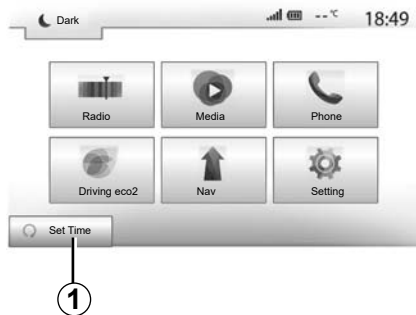 Dark
--°C
18:49
Radio
Media
Phone
Driving eco2
Nav
Setting
Set Time
1